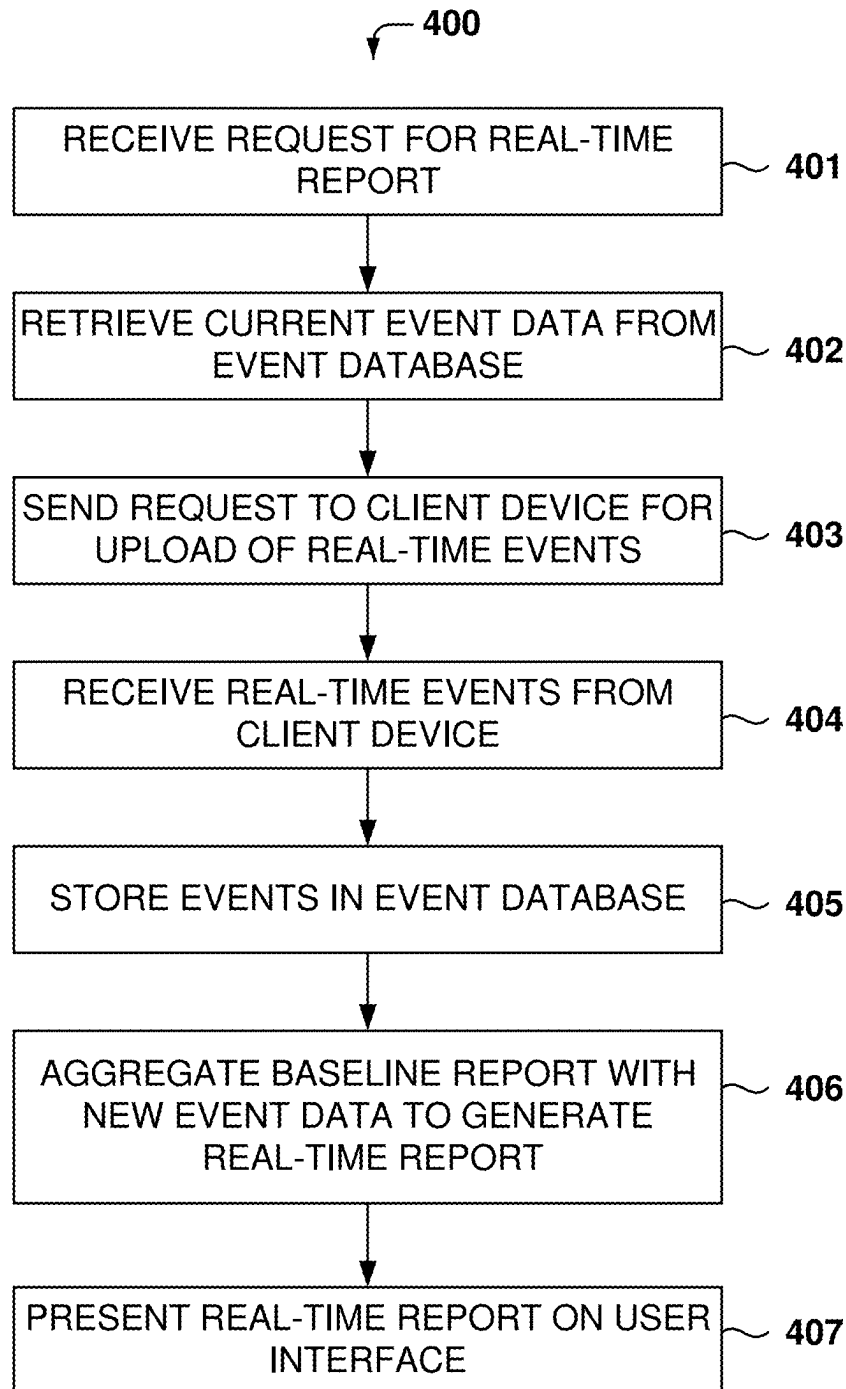 400
RECEIVE REQUEST FOR REAL-TIME
REPORT
401
RETRIEVE CURRENT EVENT DATA FROM
EVENT DATABASE
402
SEND REQUEST TO CLIENT DEVICE FOR
UPLOAD OF REAL-TIME EVENTS
403
RECEIVE REAL-TIME EVENTS FROM
CLIENT DEVICE
404
STORE EVENTS IN EVENT DATABASE
405
AGGREGATE BASELINE REPORT WITH
NEW EVENT DATA TO GENERATE
REAL-TIME REPORT
406
PRESENT REAL-TIME REPORT ON USER
INTERFACE
407